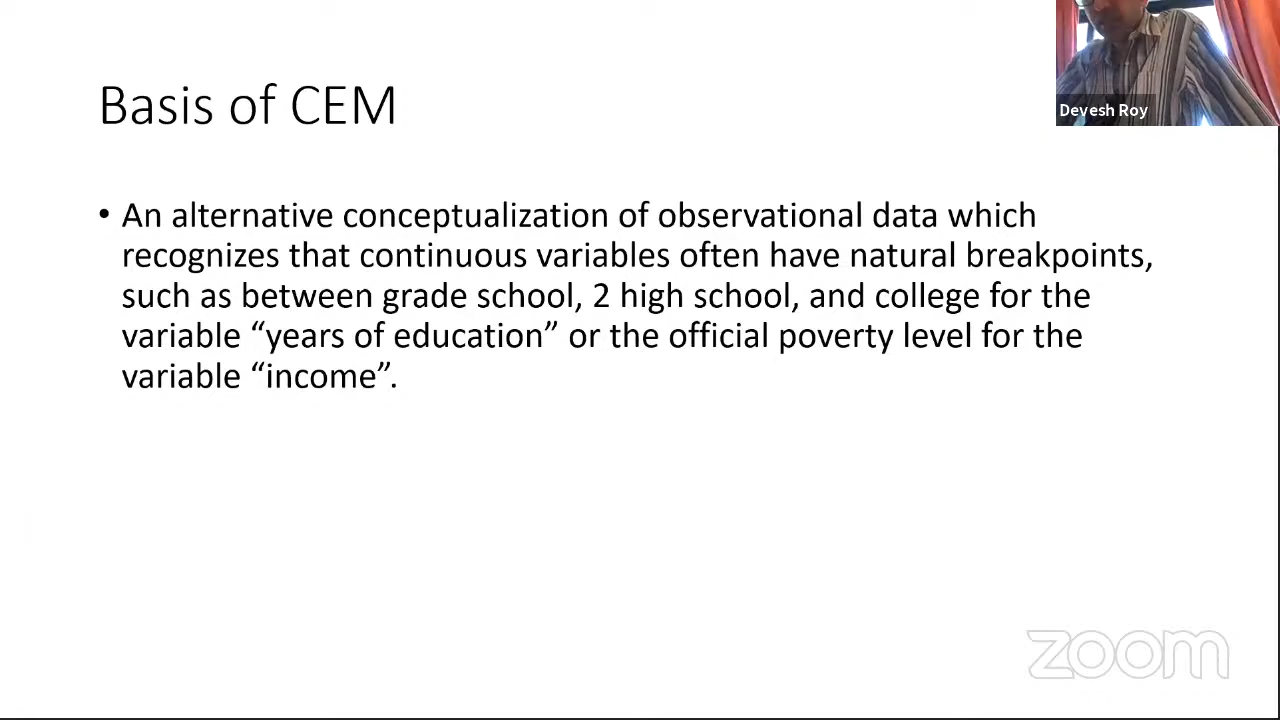 Basis of CEM
Devesh Roy
• An alternative conceptualization of observational data which
recognizes that continuous variables often have natural breakpoints,
such as between grade school, 2 high school, and college for the
variable “years of education” or the official poverty level for the
variable “income”.
zoom